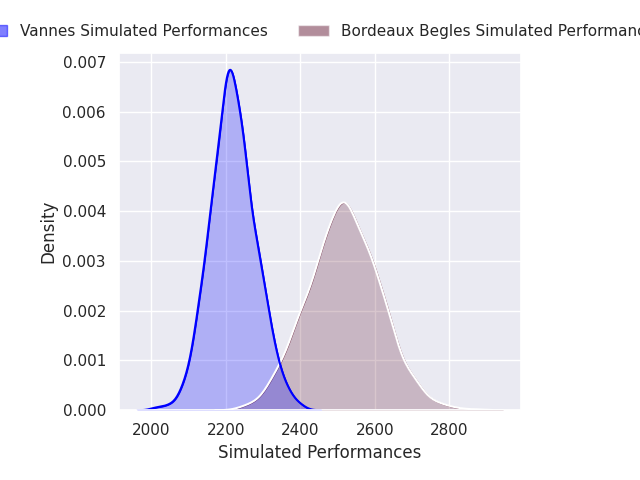 Vannes Simulated Performances
Bordeaux Begles Simulated
0.007
0.006
0.005
0.004
0.003
0.002
0.001
0.000
Density
2000 2200 2400 2600 2800
Simulated Performances